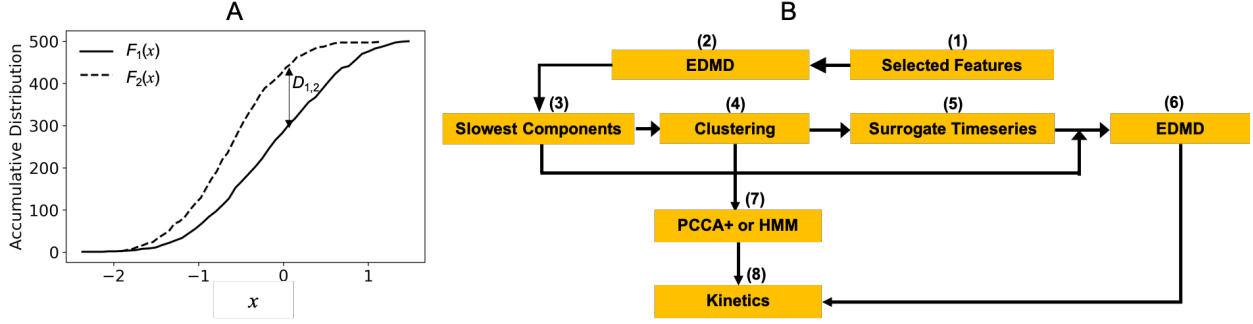 A
Accumulative Distribution
500
400
300
200
100
0
−2
−1
0
1
x
F1(x)
F2(x)
D1,2
B
(2)
EDMD
(1)
Selected Features
(3)
Slowest Components
(4)
Clustering
(5)
Surrogate Timeseries
(6)
EDMD
(7)
PCCA+ or HMM
(8)
Kinetics